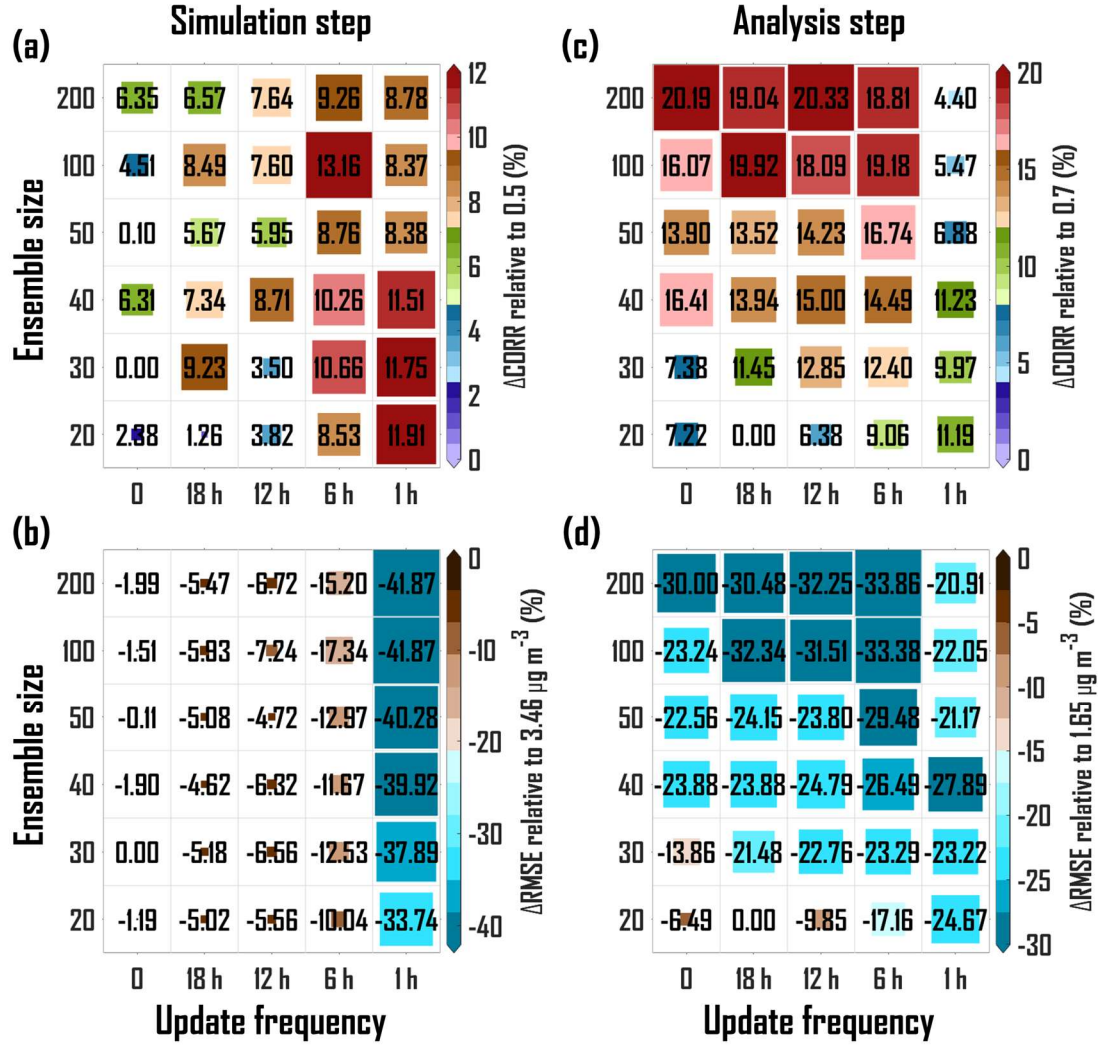 Simulation step
Analysis step
(a)
Ensemble size
200 6.35 6.57 7.64 9.26 8.78
100 4.51 8.49 7.60 13.16 8.37
50 0.10 5.67 5.95 8.76 8.38
40 6.31 7.34 8.71 10.26 11.51
30 0.00 9.23 3.50 10.66 11.75
20 2.38 1.26 3.82 8.53 11.91
0 18 h 12 h 6 h 1 h
12
10
8
6
4
2
0
ΔCORR relative to 0.5 (%)
(c)
200 20.19 19.04 20.33 18.81 4.40
100 16.07 19.92 18.09 19.18 5.47
50 13.90 13.52 14.23 16.74 6.88
40 16.41 13.94 15.00 14.49 11.23
30 7.38 11.45 12.85 12.40 9.97
20 7.22 0.00 6.38 9.06 11.19
0 18 h 12 h 6 h 1 h
20
15
10
5
0
ΔCORR relative to 0.7 (%)
(b)
Ensemble size
200 -1.99 -5.47 -6.72 -15.20 -41.87
100 -1.51 -5.93 -7.24 -17.34 -41.87
50 -0.11 -5.08 -4.72 -12.97 -40.28
40 -1.90 -4.62 -6.32 -11.67 -39.92
30 0.00 -5.18 -6.56 -12.53 -37.89
20 -1.19 -5.02 -5.56 -10.04 -33.74
0 18 h 12 h 6 h 1 h
Update frequency
0
-10
-20
-30
-40
ΔRMSE relative to 3.46 μg m⁻³ (%)
(d)
200 -30.00 -30.48 -32.25 -33.86 -20.91
100 -23.24 -32.34 -31.51 -33.38 -22.05
50 -22.56 -24.15 -23.80 -29.48 -21.17
40 -23.88 -23.88 -24.79 -26.49 -27.89
30 -13.86 -21.48 -22.76 -23.29 -23.22
20 -6.49 0.00 -9.85 -17.16 -24.67
0 18 h 12 h 6 h 1 h
Update frequency
0
-5
-10
-15
-20
-25
-30
ΔRMSE relative to 1.65 μg m⁻³ (%)